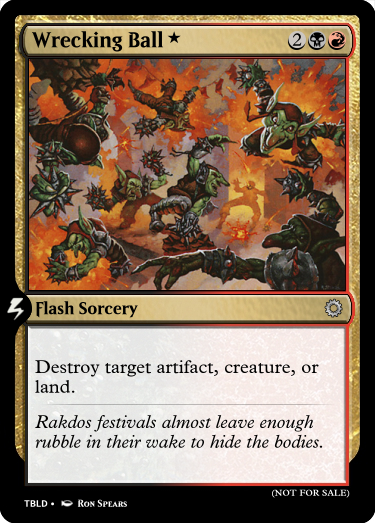 Wrecking Ball ★ 2
Flash Sorcery
Destroy target artifact, creature, or
land.
Rakdos festivals almost leave enough
rubble in their wake to hide the bodies.
(NOT FOR SALE)
TBLD • Ron Spears